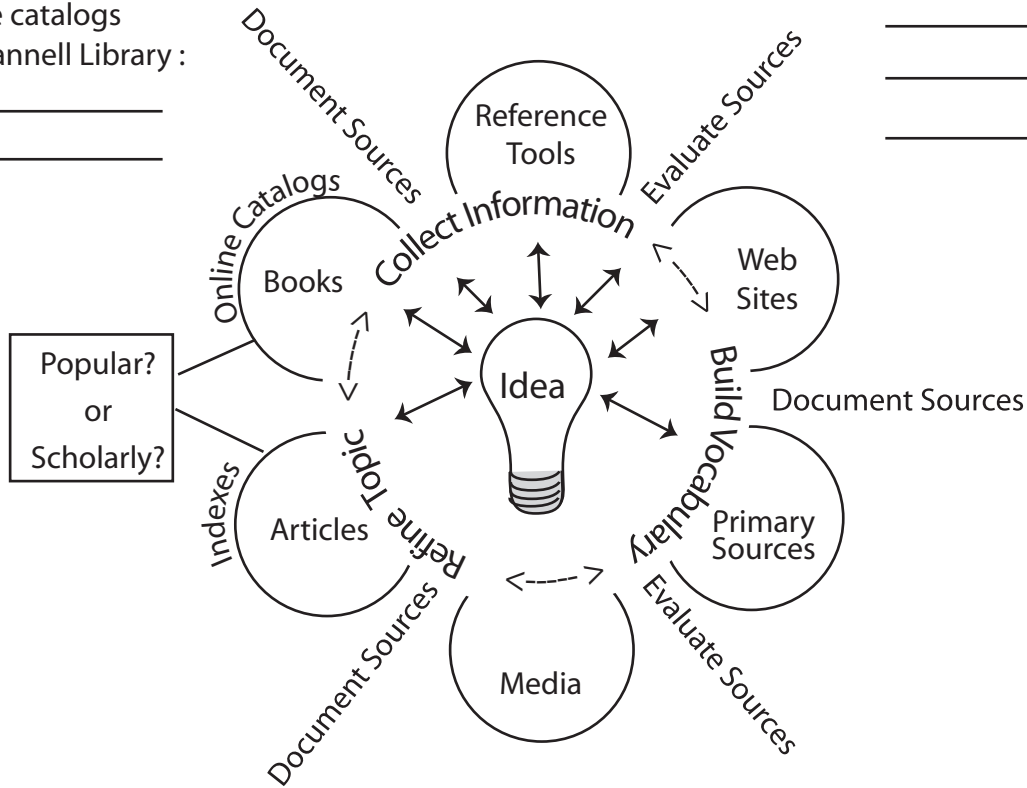 catalogs
Library :
Document Sources
Reference
Tools
Evaluate Sources
Online Catalogs
Collect Information
Books
Web
Sites
Popular?
or
Scholarly?
Idea
Build Vocabulary
Document Sources
Indexes
Articles
Refine Topic
Primary
Sources
Document Sources
Media
Evaluate Sources